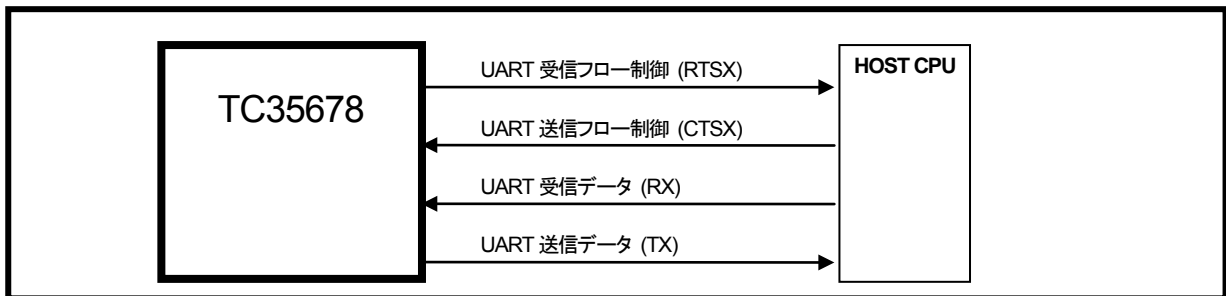 TC35678
HOST CPU
UART 受信フロー制御 (RTSX)
UART 送信フロー制御 (CTSX)
UART 受信データ (RX)
UART 送信データ (TX)